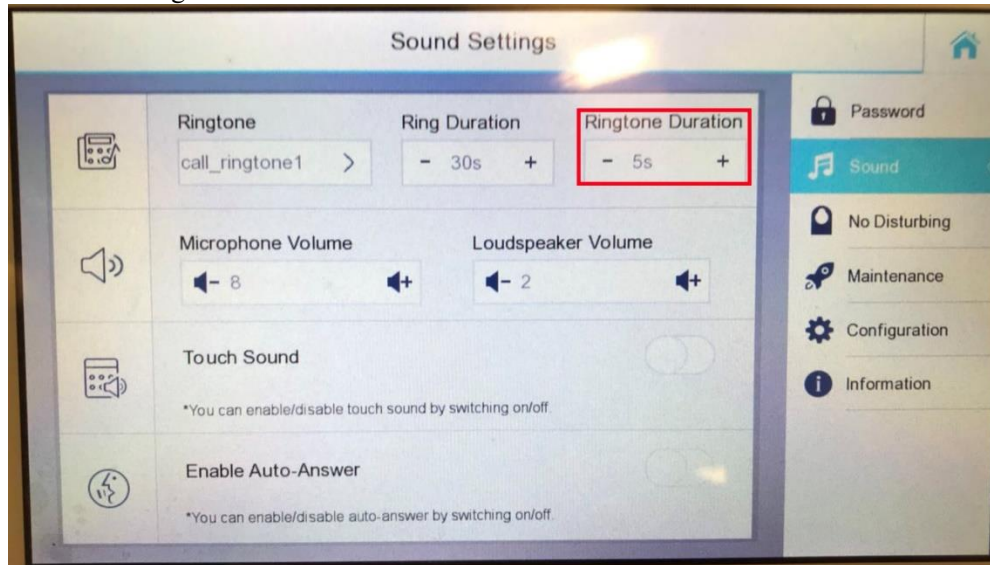 Sound Settings
Ringtone
Ring Duration
Ringtone Duration
call_ringtone1 >
- 30s +
- 5s +
Microphone Volume
Loudspeaker Volume
- 8 +
- 2 +
Touch Sound
*You can enable/disable touch sound by switching on/off.
Enable Auto-Answer
*You can enable/disable auto-answer by switching on/off.
Password
Sound
No Disturbing
Maintenance
Configuration
Information